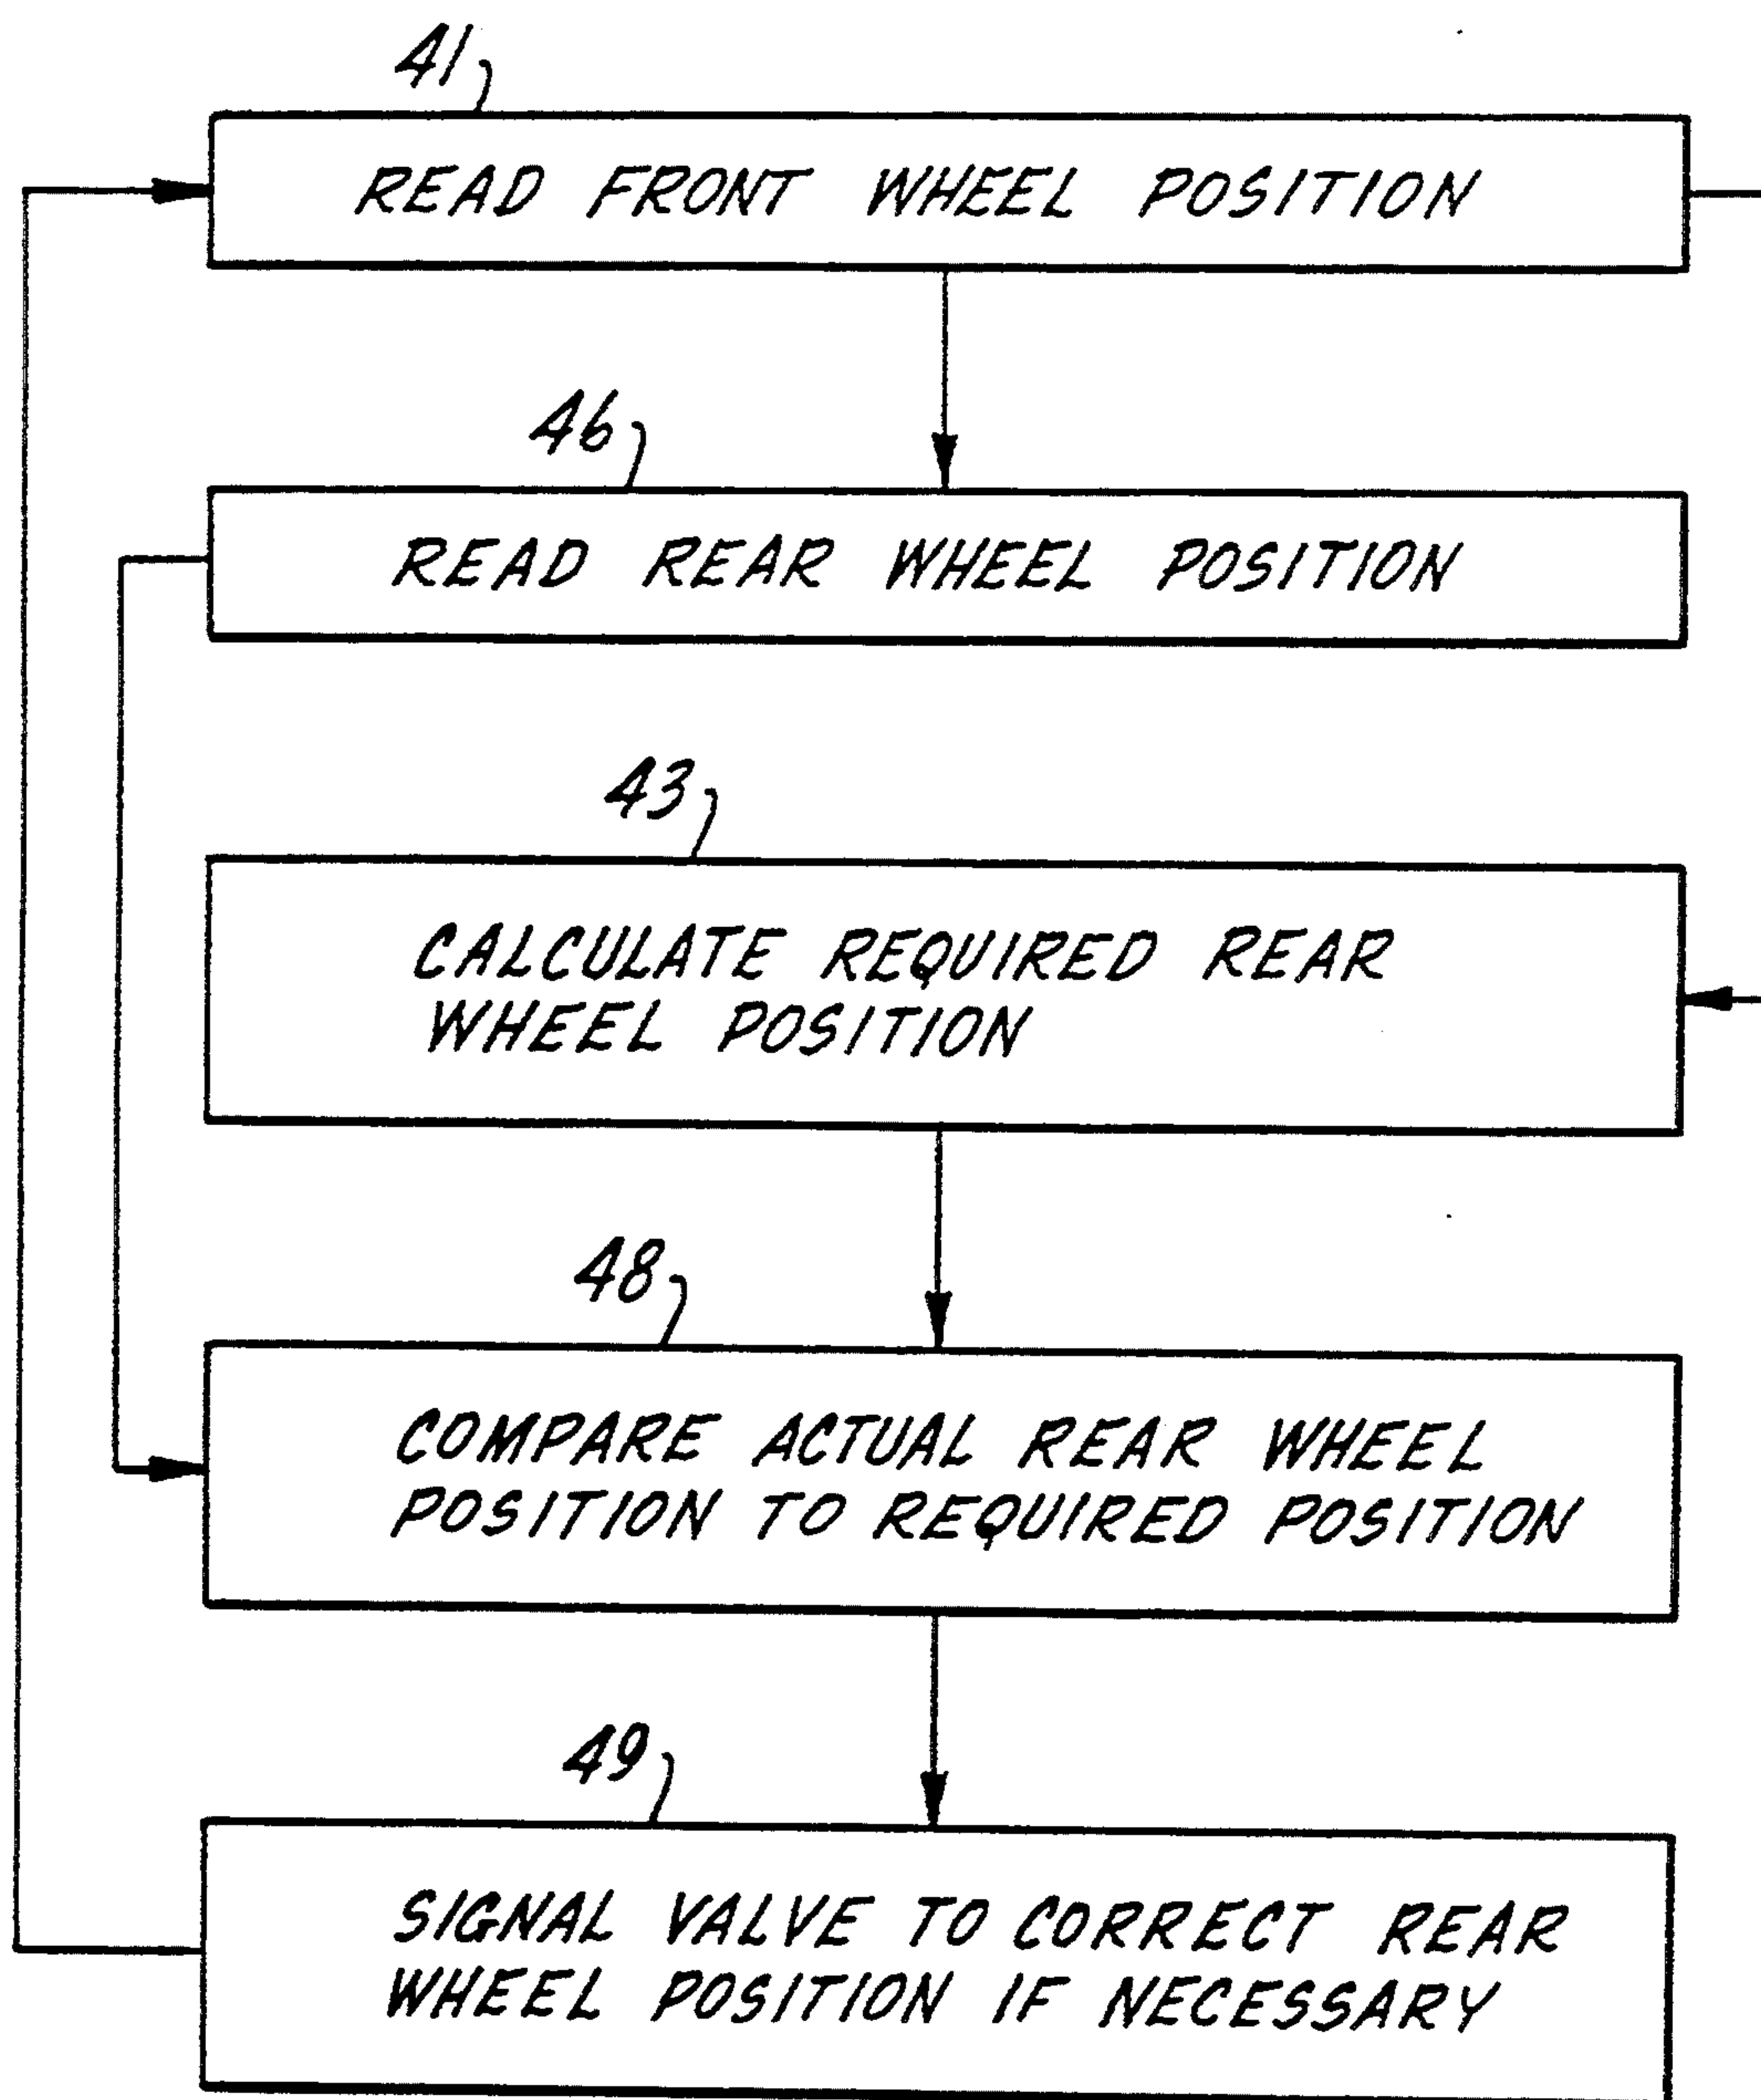 41
READ FRONT WHEEL POSITION
46
READ REAR WHEEL POSITION
43
CALCULATE REQUIRED REAR
WHEEL POSITION
48
COMPARE ACTUAL REAR WHEEL
POSITION TO REQUIRED POSITION
49
SIGNAL VALVE TO CORRECT REAR
WHEEL POSITION IF NECESSARY